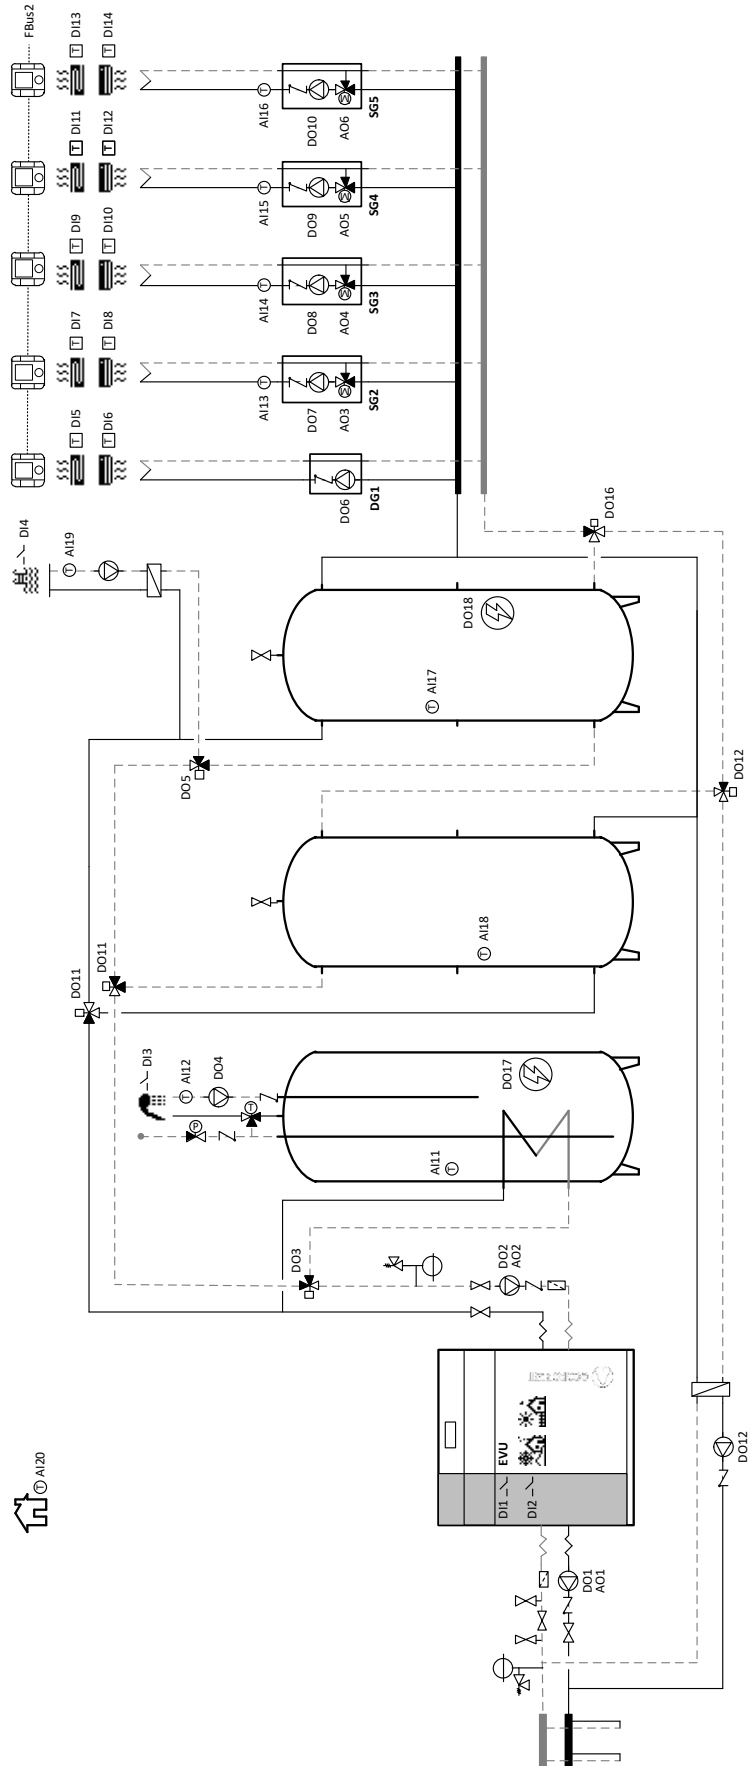 FBus2
DI4
T AI20
T DI5
T DI7
T DI9
T DI11
T DI13
T AI19
DO11
DO11
T DI6
T DI8
T DI10
T DI12
T DI14
DI3
T AI12
DO5
P
DO4
T
T AI13
T AI14
T AI15
T AI16
DO3
DO7
DO8
DO9
DO10
DO6
M AO3
M AO4
M AO5
M AO6
DG1
SG2
SG3
SG4
SG5
AI11 T
T AI17
T AI18
DO18
DO2
AO2
DO17
DI1 EVU
DI2
DO1
AO1
DO16
DO12
DO12